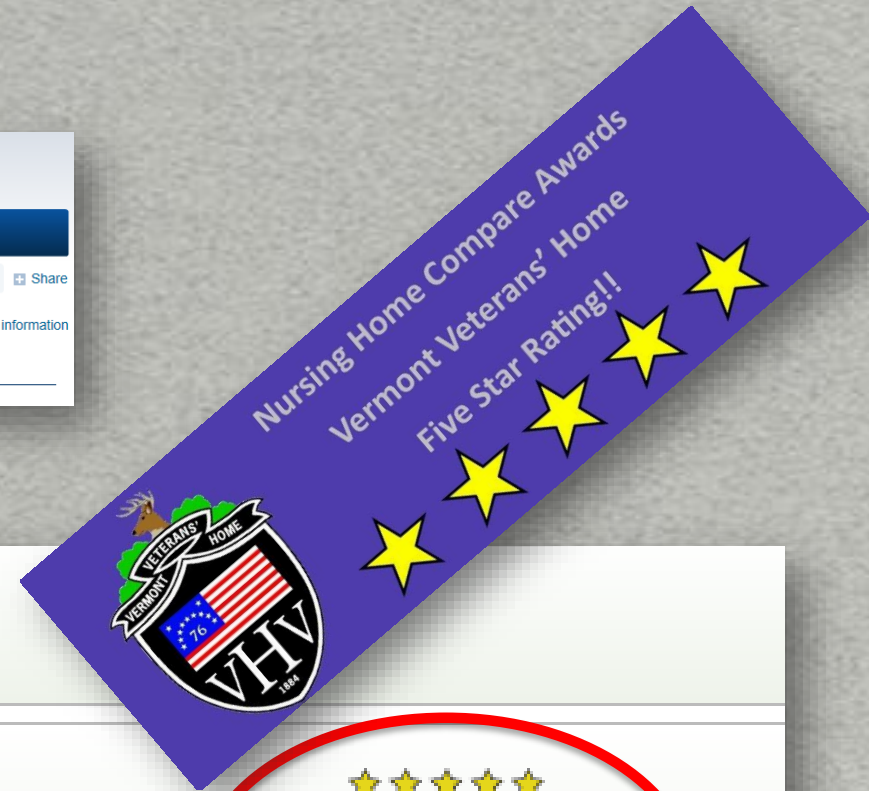 Share
information
Nursing Home Compare Awards
Vermont Veterans’ Home
Five Star Rating!!
VERMONT VETERANS' HOME
76
VHV
1884